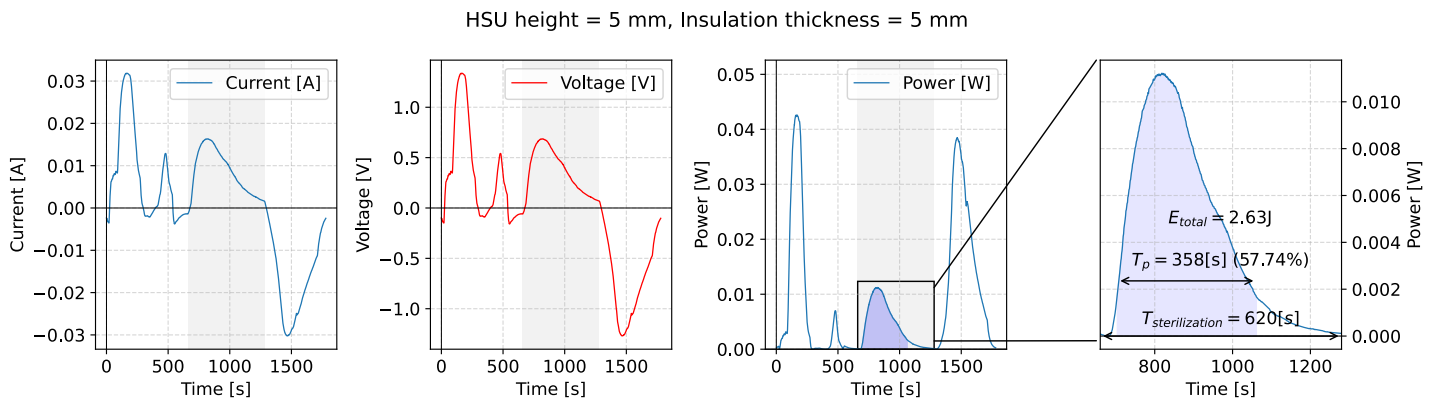 HSU height = 5 mm, Insulation thickness = 5 mm
Current [A]
0.03
0.02
0.01
0.00
−0.01
−0.02
−0.03
Current [A]
0
500
1000
1500
Time [s]
Voltage [V]
1.0
0.5
0.0
−0.5
−1.0
Voltage [V]
0
500
1000
1500
Time [s]
Power [W]
0.05
0.04
0.03
0.02
0.01
0.00
Power [W]
0
500
1000
1500
Time [s]
E_total = 2.63J
T_p = 358[s] (57.74%)
T_sterilization = 620[s]
0.010
0.008
0.006
0.004
0.002
0.000
Power [W]
800
1000
1200
Time [s]